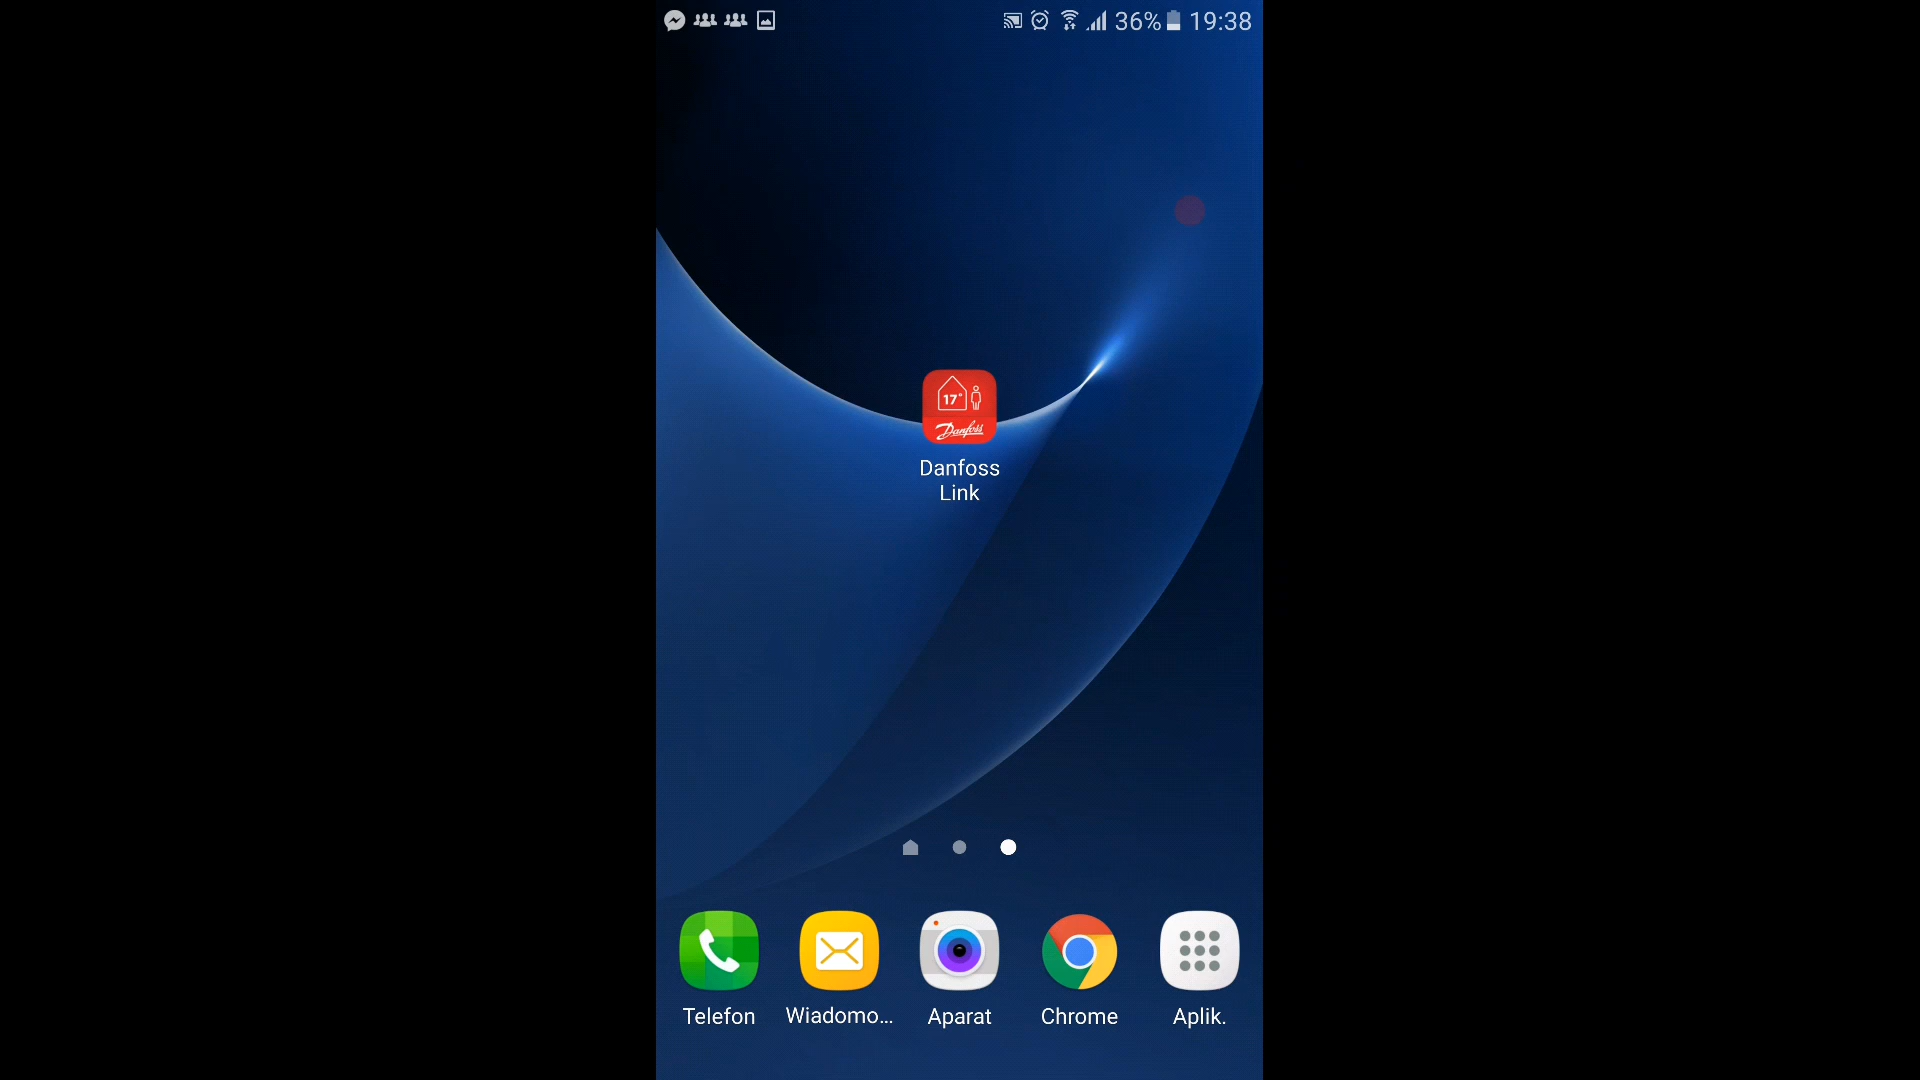 36% 19:38
17°
Danfoss
Danfoss
Link
Telefon Wiadomo... Aparat Chrome Aplik.